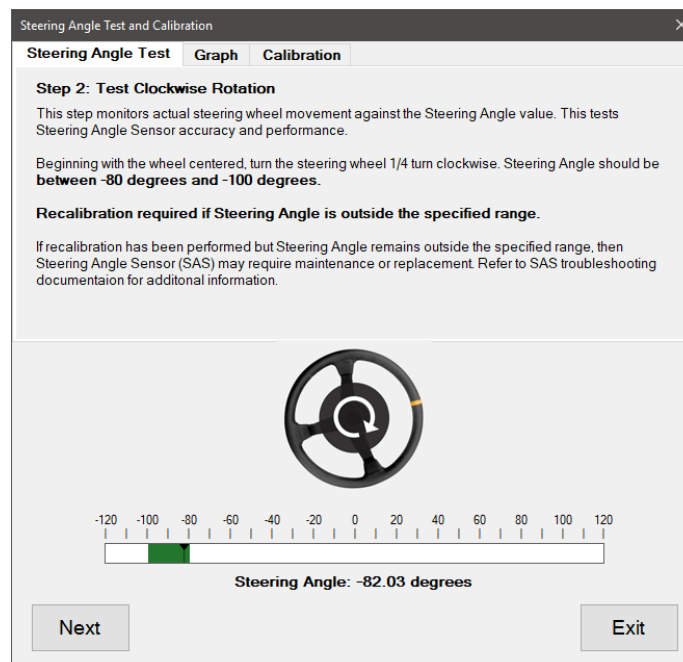 Steering Angle Test and Calibration
Steering Angle Test Graph Calibration
Step 2: Test Clockwise Rotation
This step monitors actual steering wheel movement against the Steering Angle value. This tests
Steering Angle Sensor accuracy and performance.
Beginning with the wheel centered, turn the steering wheel 1/4 turn clockwise. Steering Angle should be
between -80 degrees and -100 degrees.
Recalibration required if Steering Angle is outside the specified range.
If recalibration has been performed but Steering Angle remains outside the specified range, then
Steering Angle Sensor (SAS) may require maintenance or replacement. Refer to SAS troubleshooting
documentaion for additonal information.
-120 -100 -80 -60 -40 -20 0 20 40 60 80 100 120
Steering Angle: -82.03 degrees
Next Exit